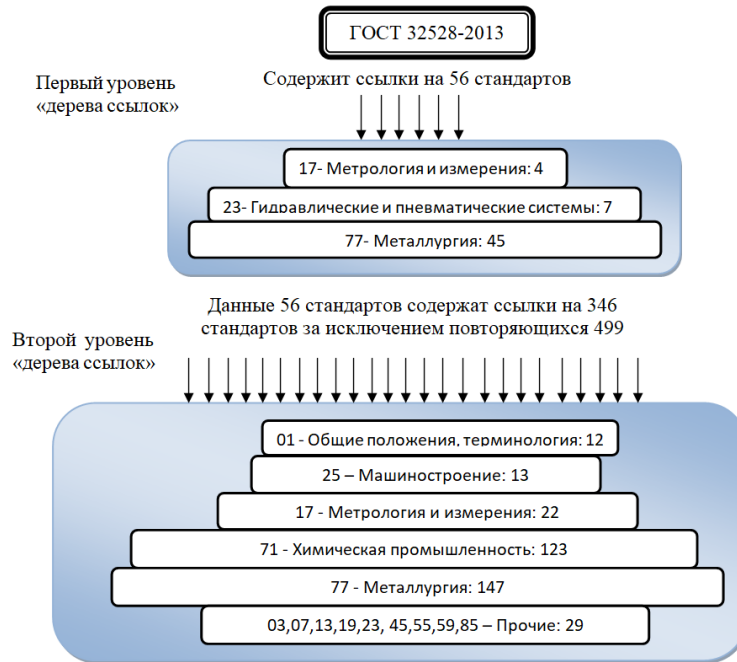 ГОСТ 32528-2013
Первый уровень
«дерева ссылок»
Содержит ссылки на 56 стандартов
17- Метрология и измерения: 4
23- Гидравлические и пневматические системы: 7
77- Металлургия: 45
Данные 56 стандартов содержат ссылки на 346
стандартов за исключением повторяющихся 499
Второй уровень
«дерева ссылок»
01 - Общие положения, терминология: 12
25 – Машиностроение: 13
17 - Метрология и измерения: 22
71 - Химическая промышленность: 123
77 - Металлургия: 147
03,07,13,19,23, 45,55,59,85 – Прочие: 29